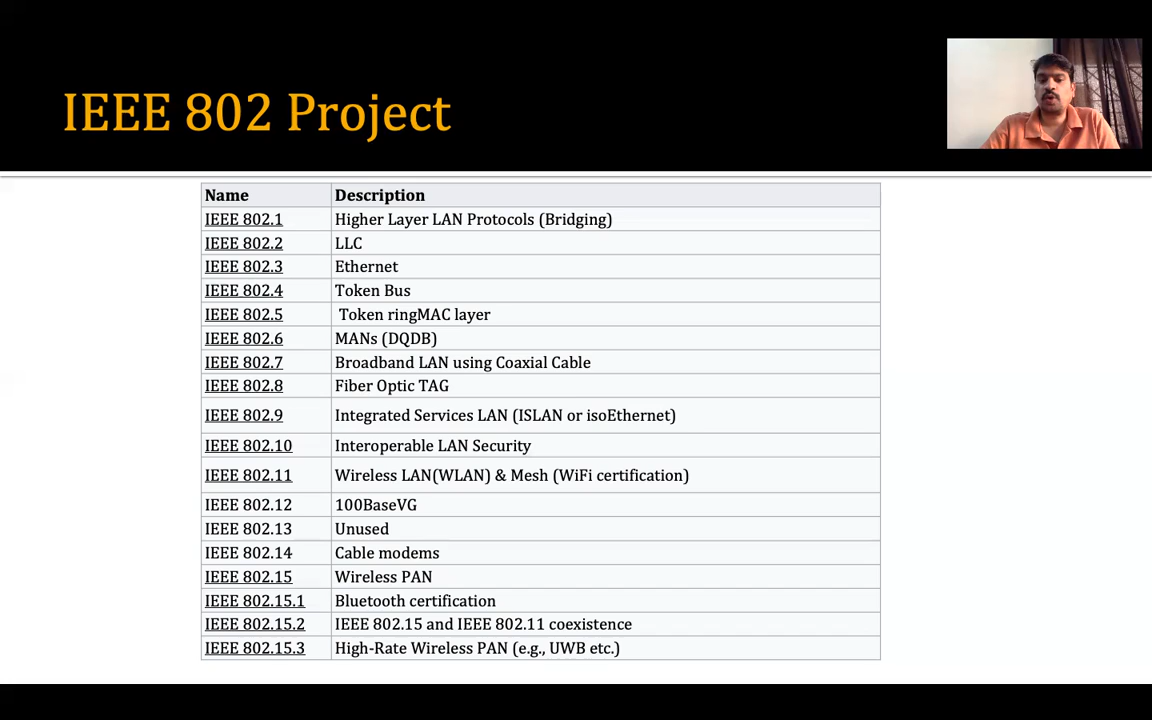 IEEE 802 Project
Name Description
IEEE 802.1 Higher Layer LAN Protocols (Bridging)
IEEE 802.2 LLC
IEEE 802.3 Ethernet
IEEE 802.4 Token Bus
IEEE 802.5 Token ringMAC layer
IEEE 802.6 MANs (DQDB)
IEEE 802.7 Broadband LAN using Coaxial Cable
IEEE 802.8 Fiber Optic TAG
IEEE 802.9 Integrated Services LAN (ISLAN or isoEthernet)
IEEE 802.10 Interoperable LAN Security
IEEE 802.11 Wireless LAN(WLAN) & Mesh (WiFi certification)
IEEE 802.12 100BaseVG
IEEE 802.13 Unused
IEEE 802.14 Cable modems
IEEE 802.15 Wireless PAN
IEEE 802.15.1 Bluetooth certification
IEEE 802.15.2 IEEE 802.15 and IEEE 802.11 coexistence
IEEE 802.15.3 High-Rate Wireless PAN (e.g., UWB etc.)